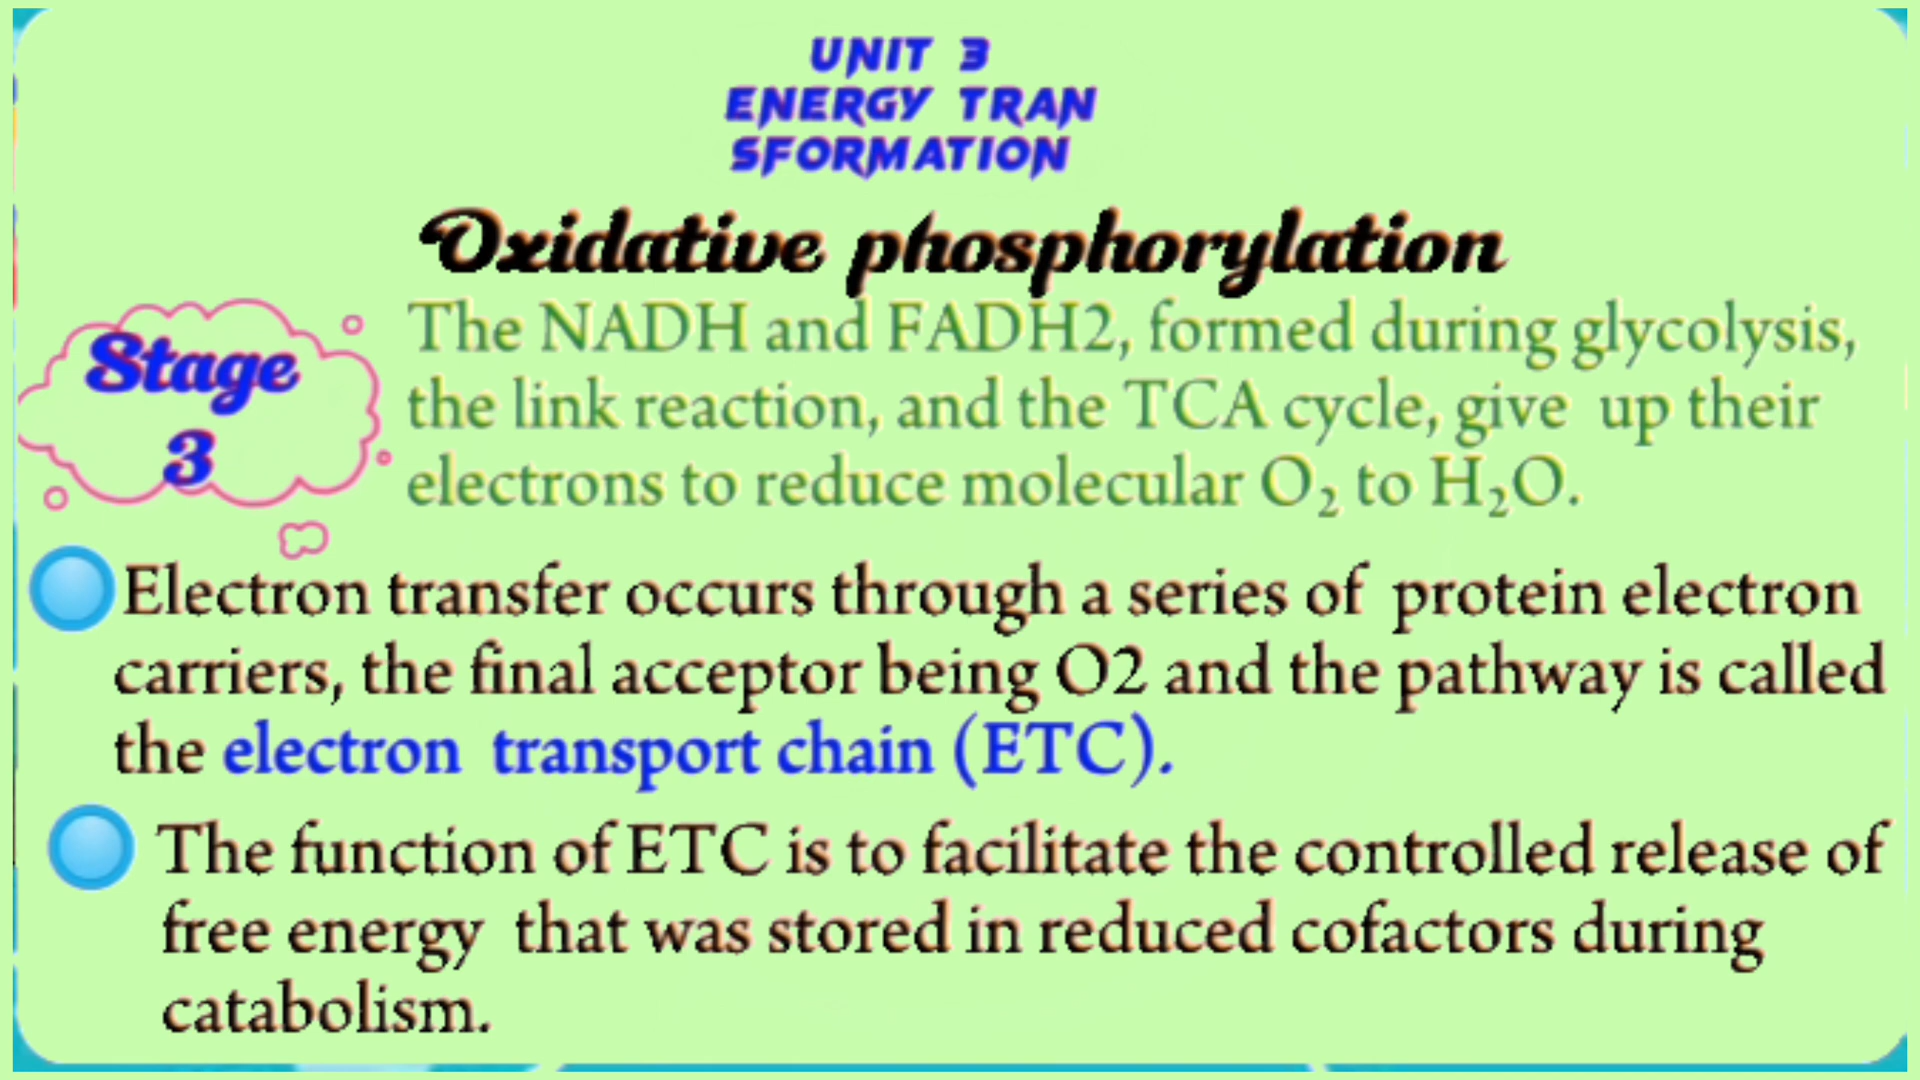 UNIT 3
ENERGY TRAN
SFORMATION
Oxidative phosphorylation
Stage
3
The NADH and FADH2, formed during glycolysis,
the link reaction, and the TCA cycle, give up their
electrons to reduce molecular O₂ to H₂O.
Electron transfer occurs through a series of protein electron
carriers, the final acceptor being O2 and the pathway is called
the electron transport chain (ETC).
The function of ETC is to facilitate the controlled release of
free energy that was stored in reduced cofactors during
catabolism.